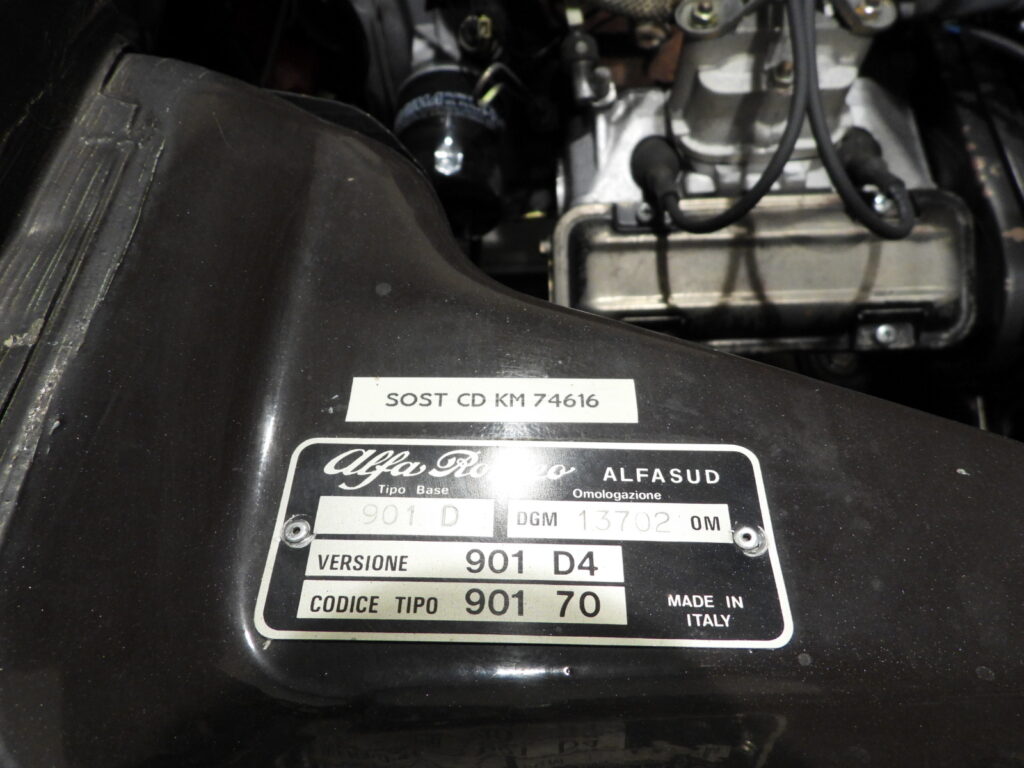 SOST CD KM 74616
Alfa Romeo ALFASUD
Tipo Base Omologazione
901 D DGM 13702 OM
VERSIONE 901 D4
CODICE TIPO 901 70
MADE IN
ITALY